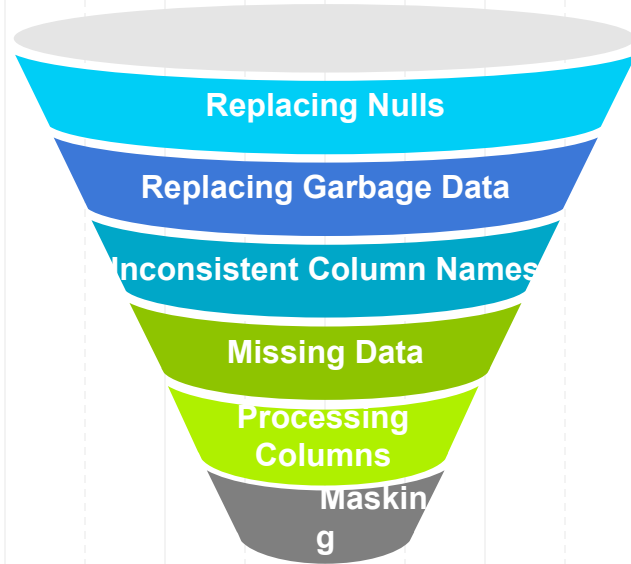 Replacing Nulls
Replacing Garbage Data
Inconsistent Column Names
Missing Data
Processing
Columns
Maskin
g